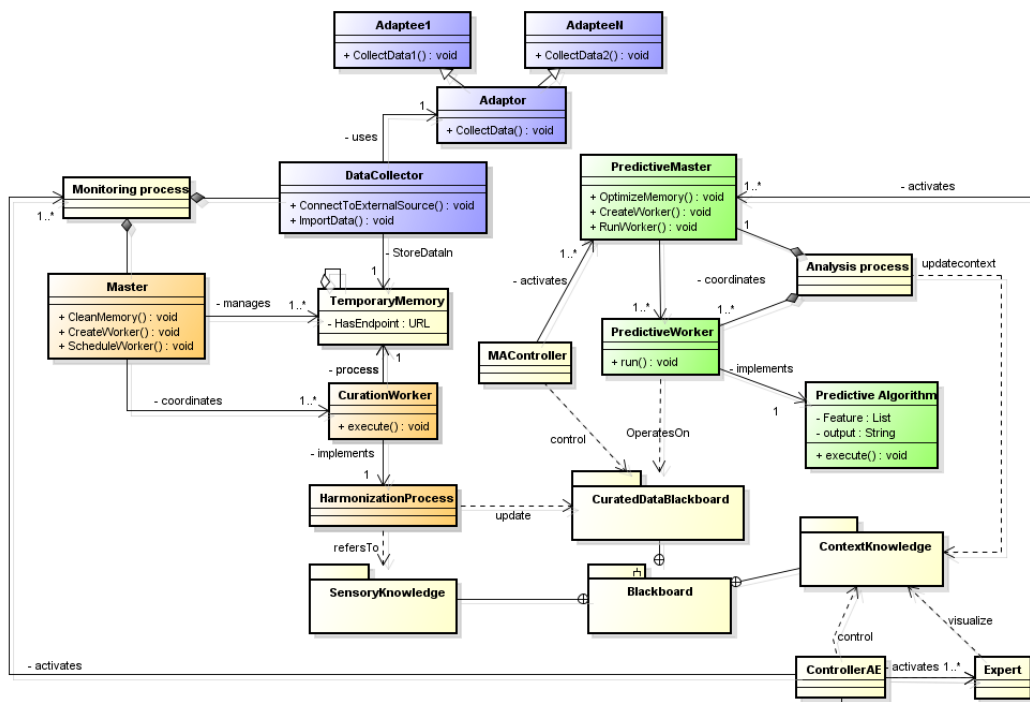 Adaptee1
+ CollectData1() : void
AdapteeN
+ CollectData2() : void
Adaptor
+ CollectData() : void
1
- uses
DataCollector
+ ConnectToExternalSource() : void
+ ImportData() : void
Monitoring process
1..*
PredictiveMaster
+ OptimizeMemory() : void
+ CreateWorker() : void
+ RunWorker() : void
1..*
- activates
1
- StoreDataIn
1
1..*
- activates
- coordinates
Analysis process
updatecontext
Master
+ CleanMemory() : void
+ CreateWorker() : void
+ ScheduleWorker() : void
- manages
1..*
TemporaryMemory
- HasEndpoint : URL
1..*
1..*
PredictiveWorker
+ run() : void
MAController
1
- process
- implements
1
Predictive Algorithm
- Feature : List
- output : String
+ execute() : void
- coordinates
1..*
CurationWorker
+ execute() : void
control
OperatesOn
- implements
1
HarmonizationProcess
update
CuratedDataBlackboard
refersTo
SensoryKnowledge
Blackboard
ContextKnowledge
control
visualize
- activates
ControllerAE
- activates
1..*
Expert